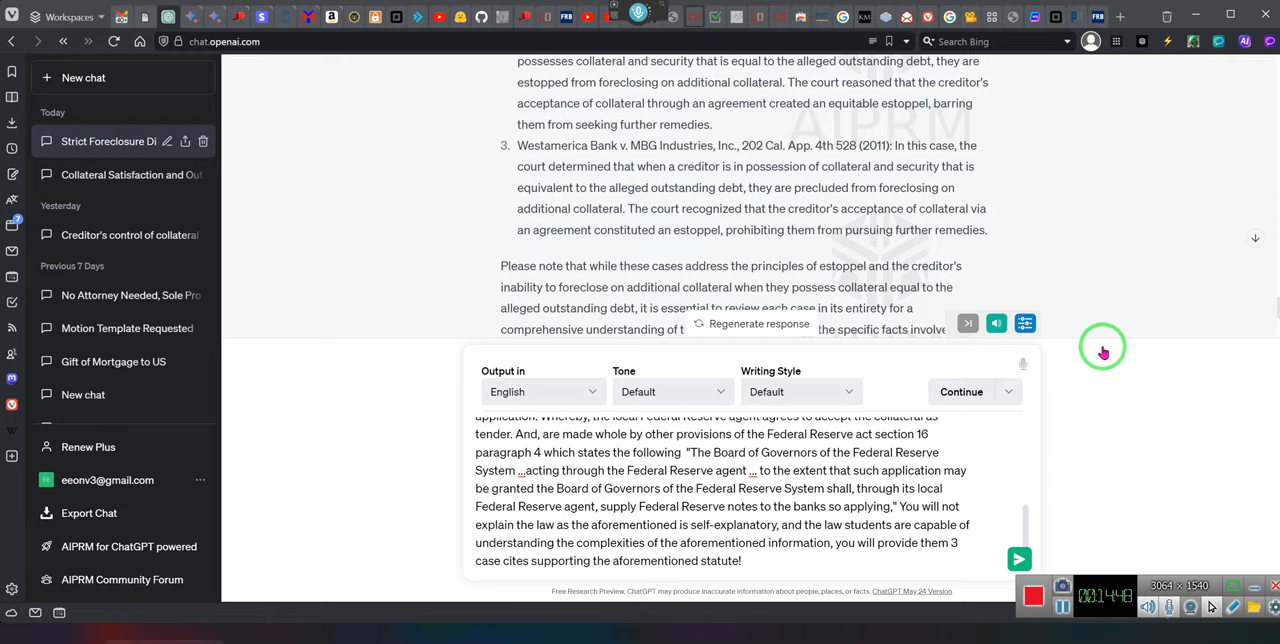 Workspaces
chat.openai.com
Search Bing
New chat
Today
Strict Foreclosure Di
Collateral Satisfaction and Out
Yesterday
Creditor's control of collateral
Previous 7 Days
No Attorney Needed, Sole Pro
Motion Template Requested
Gift of Mortgage to US
New chat
Renew Plus
eeonv3@gmail.com
Export Chat
AIPRM for ChatGPT powered
AIPRM Community Forum
possesses collateral and security that is equal to the alleged outstanding debt, they are
estopped from foreclosing on additional collateral. The court reasoned that the creditor's
acceptance of collateral through an agreement created an equitable estoppel, barring
them from seeking further remedies.
AIPRM
3. Westamerica Bank v. MBG Industries, Inc., 202 Cal. App. 4th 528 (2011): In this case, the
court determined that when a creditor is in possession of collateral and security that is
equivalent to the alleged outstanding debt, they are precluded from foreclosing on
additional collateral. The court recognized that the creditor's acceptance of collateral via
an agreement constituted an estoppel, prohibiting them from pursuing further remedies.
Please note that while these cases address the principles of estoppel and the creditor's
inability to foreclose on additional collateral when they possess collateral equal to the
alleged outstanding debt, it is essential to review each case in its entirety for a
comprehensive understanding of t
Regenerate response
the specific facts involve
Output in
Tone
Writing Style
English
Default
Default
Continue
application. Whereby, the local Federal Reserve agent agrees to accept the collateral as
tender. And, are made whole by other provisions of the Federal Reserve act section 16
paragraph 4 which states the following "The Board of Governors of the Federal Reserve
System ...acting through the Federal Reserve agent ... to the extent that such application may
be granted the Board of Governors of the Federal Reserve System shall, through its local
Federal Reserve agent, supply Federal Reserve notes to the banks so applying," You will not
explain the law as the aforementioned is self-explanatory, and the law students are capable of
understanding the complexities of the aforementioned information, you will provide them 3
case cites supporting the aforementioned statute!
Free Research Preview. ChatGPT may produce inaccurate information about people, places, or facts. ChatGPT May 24 Version
3064 x 1540
00:14:48